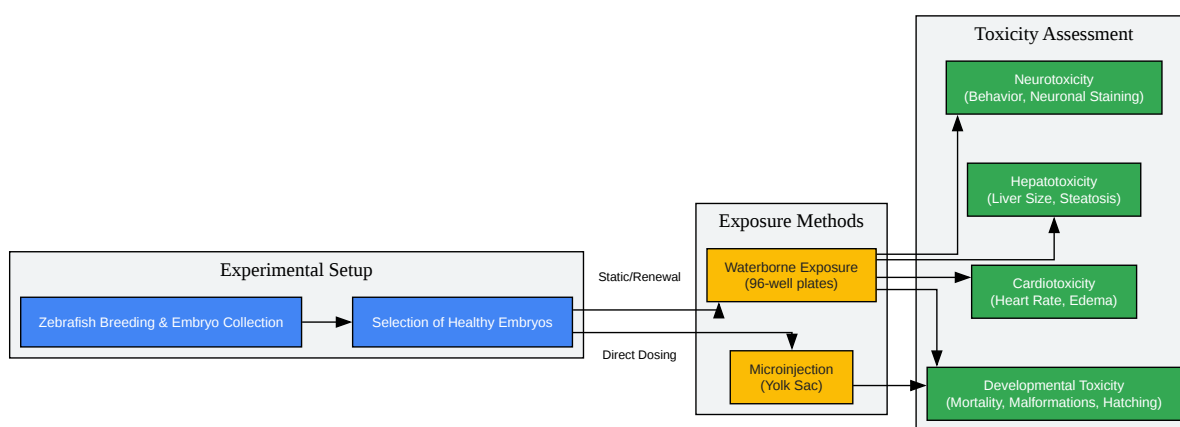 Experimental Setup
Zebrafish Breeding & Embryo Collection
Selection of Healthy Embryos
Static/Renewal
Direct Dosing
Exposure Methods
Waterborne Exposure
(96-well plates)
Microinjection
(Yolk Sac)
Toxicity Assessment
Neurotoxicity
(Behavior, Neuronal Staining)
Hepatotoxicity
(Liver Size, Steatosis)
Cardiotoxicity
(Heart Rate, Edema)
Developmental Toxicity
(Mortality, Malformations, Hatching)